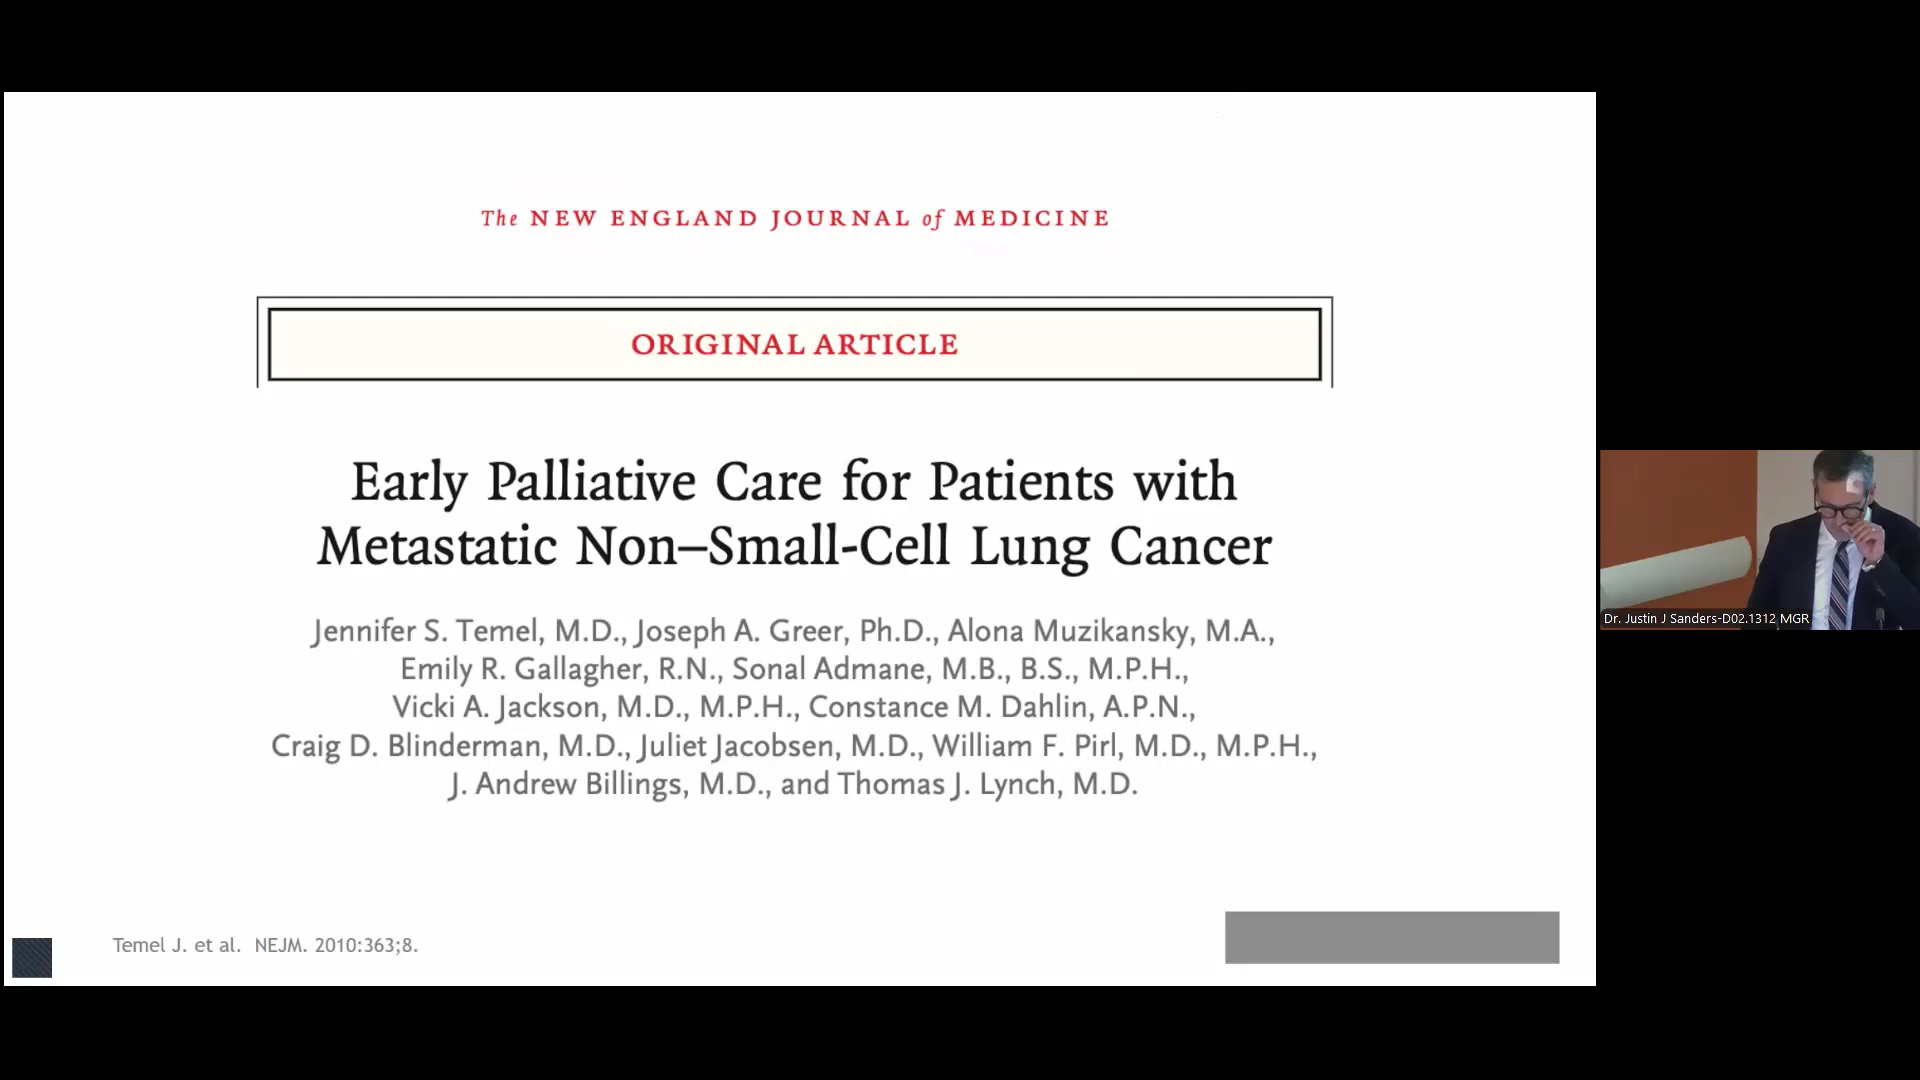 The NEW ENGLAND JOURNAL of MEDICINE
ORIGINAL ARTICLE
Early Palliative Care for Patients with
Metastatic Non–Small-Cell Lung Cancer
Jennifer S. Temel, M.D., Joseph A. Greer, Ph.D., Alona Muzikansky, M.A.,
Emily R. Gallagher, R.N., Sonal Admane, M.B., B.S., M.P.H.,
Vicki A. Jackson, M.D., M.P.H., Constance M. Dahlin, A.P.N.,
Craig D. Blinderman, M.D., Juliet Jacobsen, M.D., William F. Pirl, M.D., M.P.H.,
J. Andrew Billings, M.D., and Thomas J. Lynch, M.D.
Temel J. et al.  NEJM. 2010:363;8.
Dr. Justin J Sanders-D02.1312 MGR